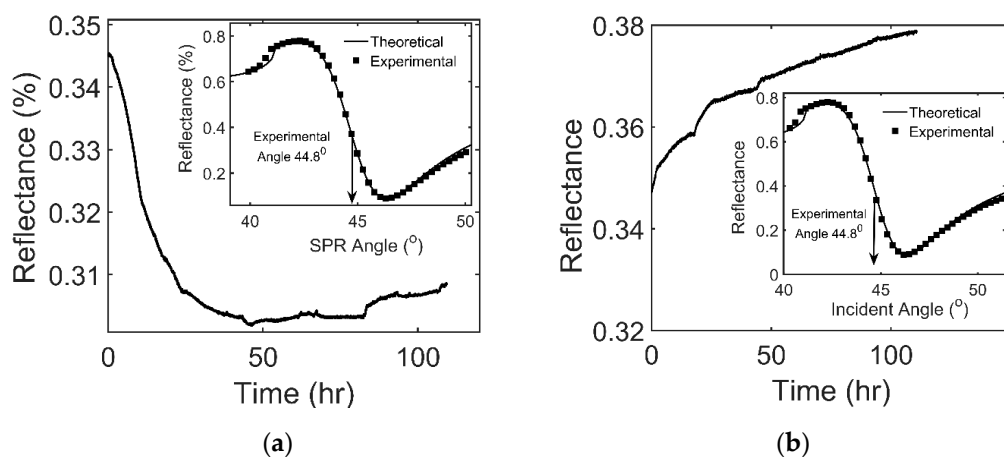 0.35
0.34
0.33
0.32
0.31
Reflectance (%)
0 50 100
Time (hr)
0.8
0.6
0.4
0.2
Reflectance (%)
Theoretical
Experimental
Experimental
Angle 44.8⁰
40 45 50
SPR Angle (⁰)
(a)
0.38
0.36
0.34
0.32
Reflectance
0 50 100
Time (hr)
0.8
0.6
0.4
0.2
0
Reflectance
Theoretical
Experimental
Experimental
Angle 44.8⁰
40 45 50
Incident Angle (⁰)
(b)